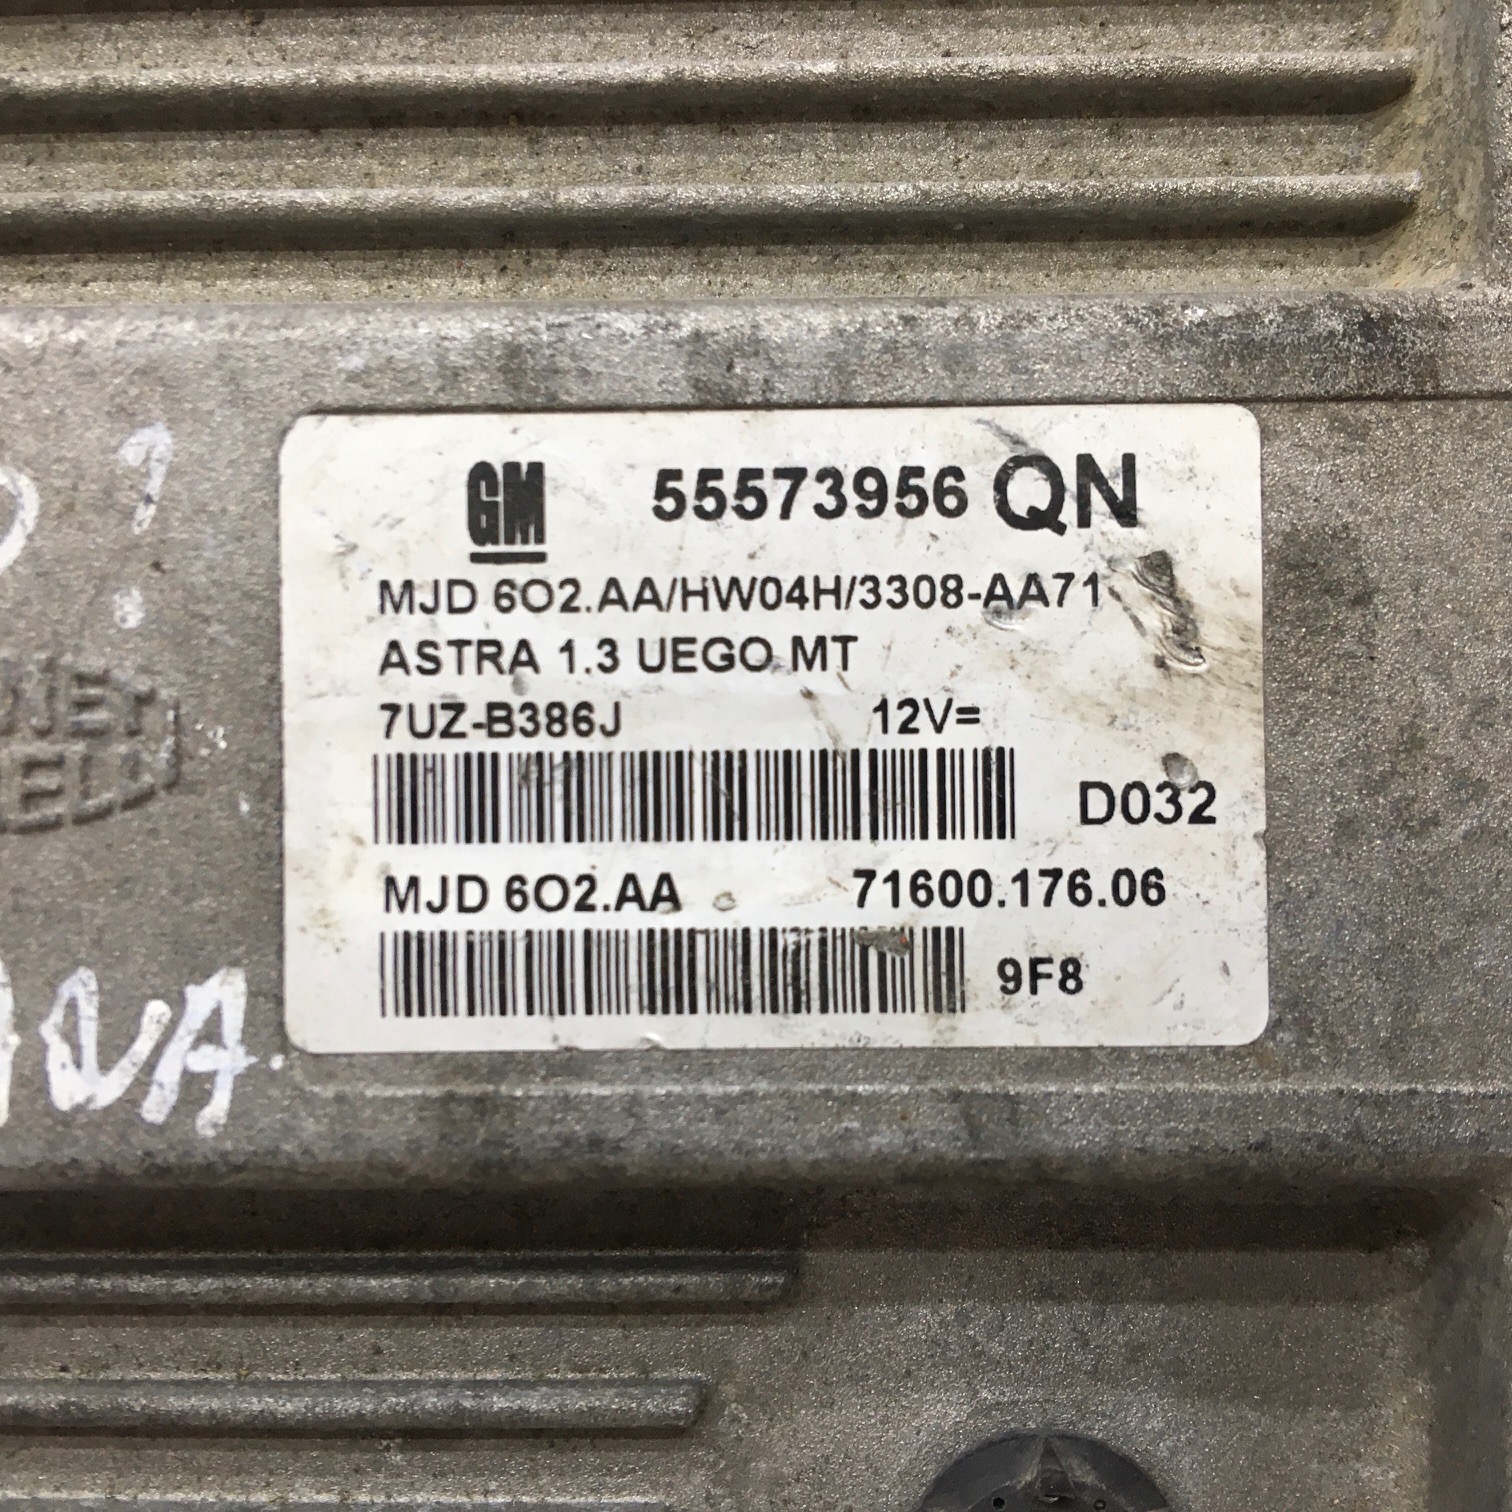 GM 55573956 QN
MJD 6O2.AA/HW04H/3308-AA71
ASTRA 1.3 UEGO MT
7UZ-B386J 12V=
D032
MJD 6O2.AA 71600.176.06
9F8